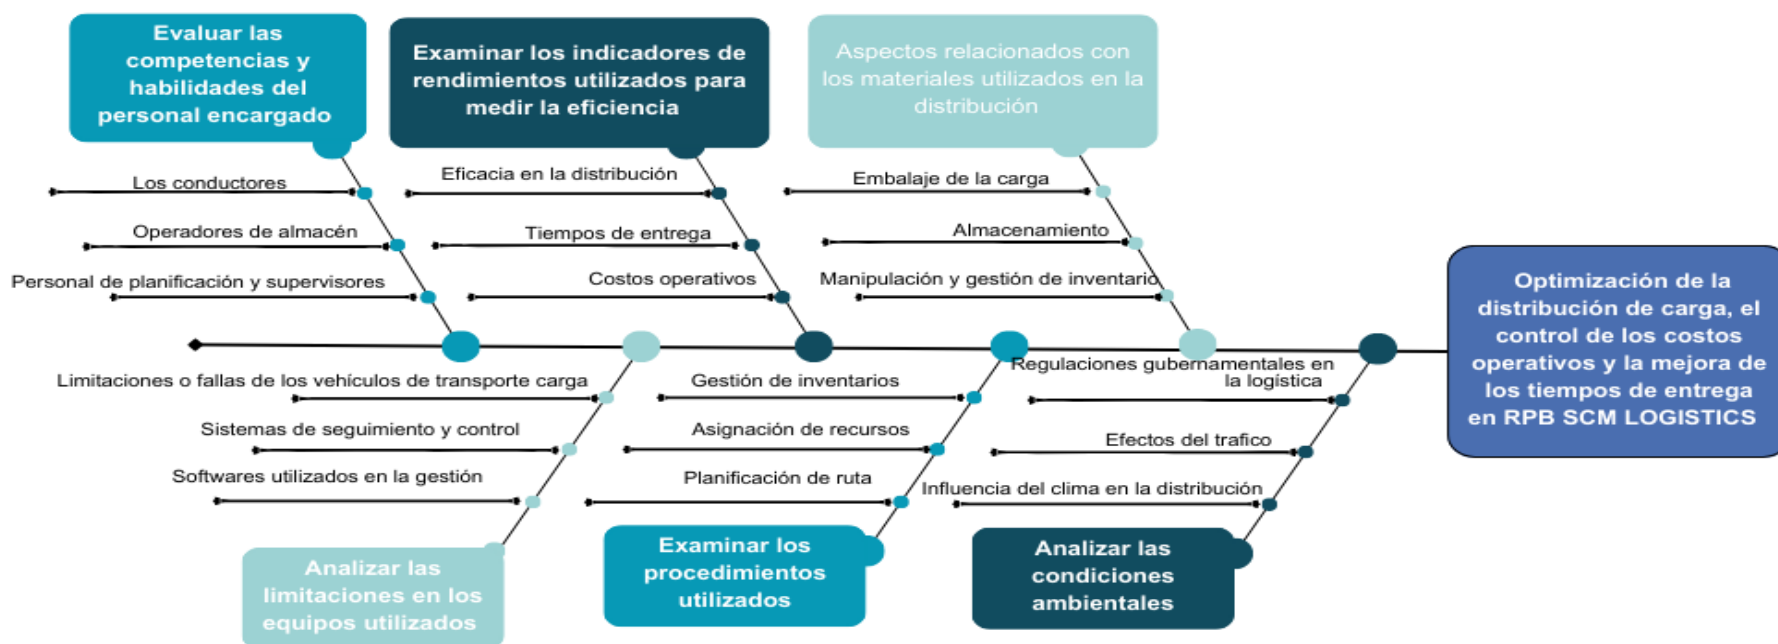 Evaluar las
competencias y
habilidades del
personal encargado
Examinar los indicadores de
rendimientos utilizados para
medir la eficiencia
Aspectos relacionados con
los materiales utilizados en la
distribución
Los conductores
Operadores de almacén
Personal de planificación y supervisores
Eficacia en la distribución
Tiempos de entrega
Costos operativos
Embalaje de la carga
Almacenamiento
Manipulación y gestión de inventario
Optimización de la
distribución de carga, el
control de los costos
operativos y la mejora de
los tiempos de entrega
en RPB SCM LOGISTICS
Limitaciones o fallas de los vehículos de transporte carga
Sistemas de seguimiento y control
Softwares utilizados en la gestión
Gestión de inventarios
Asignación de recursos
Planificación de ruta
Regulaciones gubernamentales en
la logística
Efectos del trafico
Influencia del clima en la distribución
Analizar las
limitaciones en los
equipos utilizados
Examinar los
procedimientos
utilizados
Analizar las
condiciones
ambientales